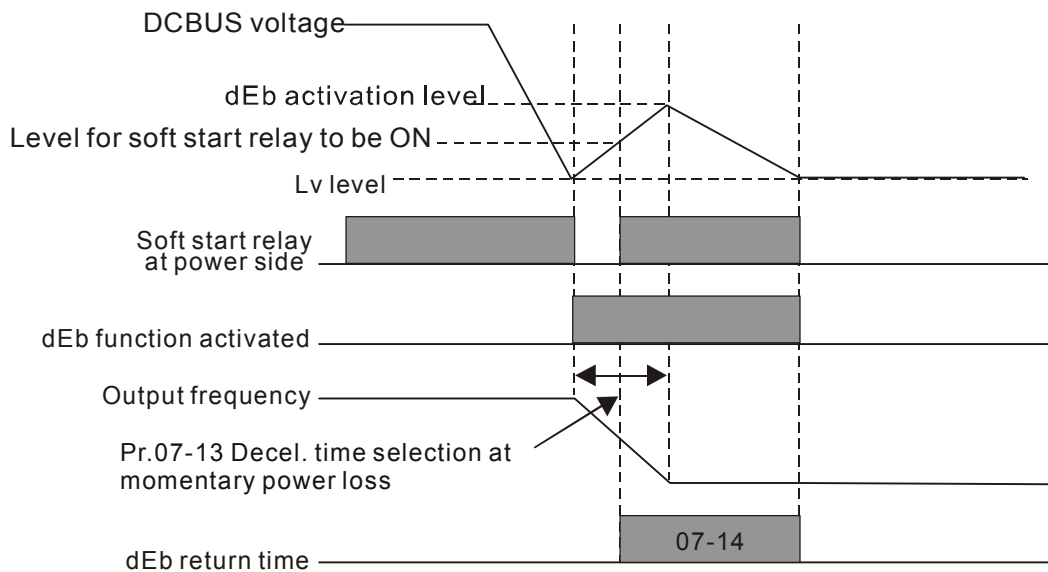 DCBUS voltage
dEb activation level
Level for soft start relay to be ON
Lv level
Soft start relay
at power side
dEb function activated
Output frequency
Pr.07-13 Decel. time selection at
momentary power loss
07-14
dEb return time